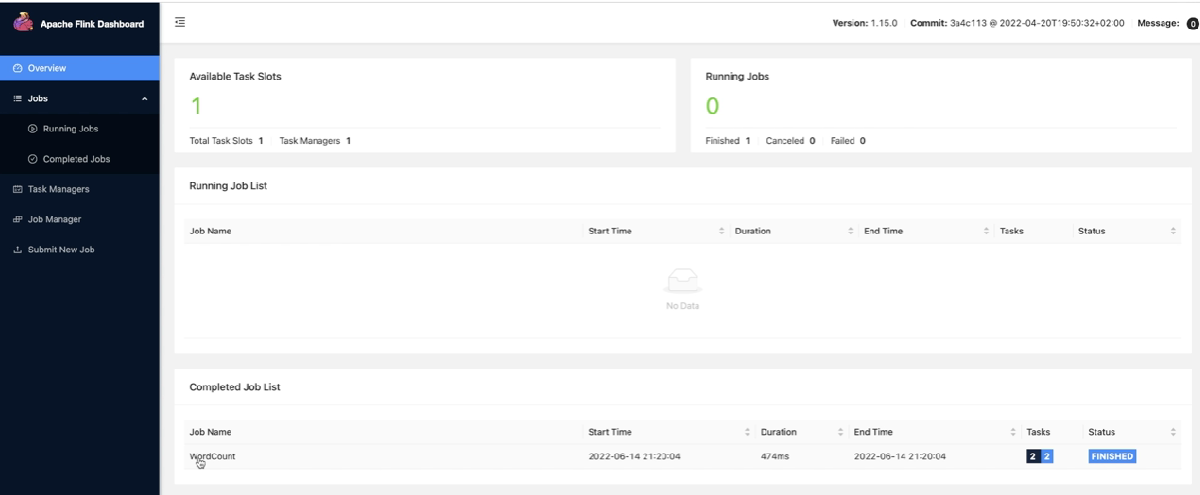 Apache Flink Dashboard
Version: 1.15.0 Commit: 3a4c113 @ 2022-04-20T19:50:32+02:00 Message: 0
Overview
Jobs
Running Jobs
Completed Jobs
Task Managers
Job Manager
Submit New Job
Available Task Slots
1
Total Task Slots 1 Task Managers 1
Running Jobs
0
Finished 1 Canceled 0 Failed 0
Running Job List
Job Name Start Time Duration End Time Tasks Status
No Data
Completed Job List
Job Name Start Time Duration End Time Tasks Status
WordCount 2022-06-14 21:20:04 474ms 2022-06-14 21:20:04 2 2 FINISHED